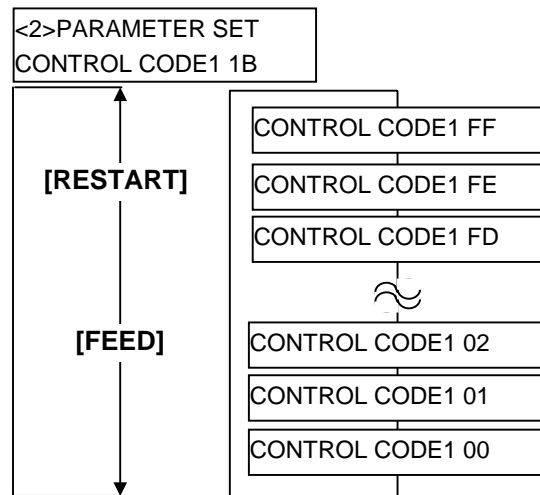 <2>PARAMETER SET
CONTROL CODE1 1B
CONTROL CODE1 FF
[RESTART]
CONTROL CODE1 FE
CONTROL CODE1 FD
[FEED]
CONTROL CODE1 02
CONTROL CODE1 01
CONTROL CODE1 00